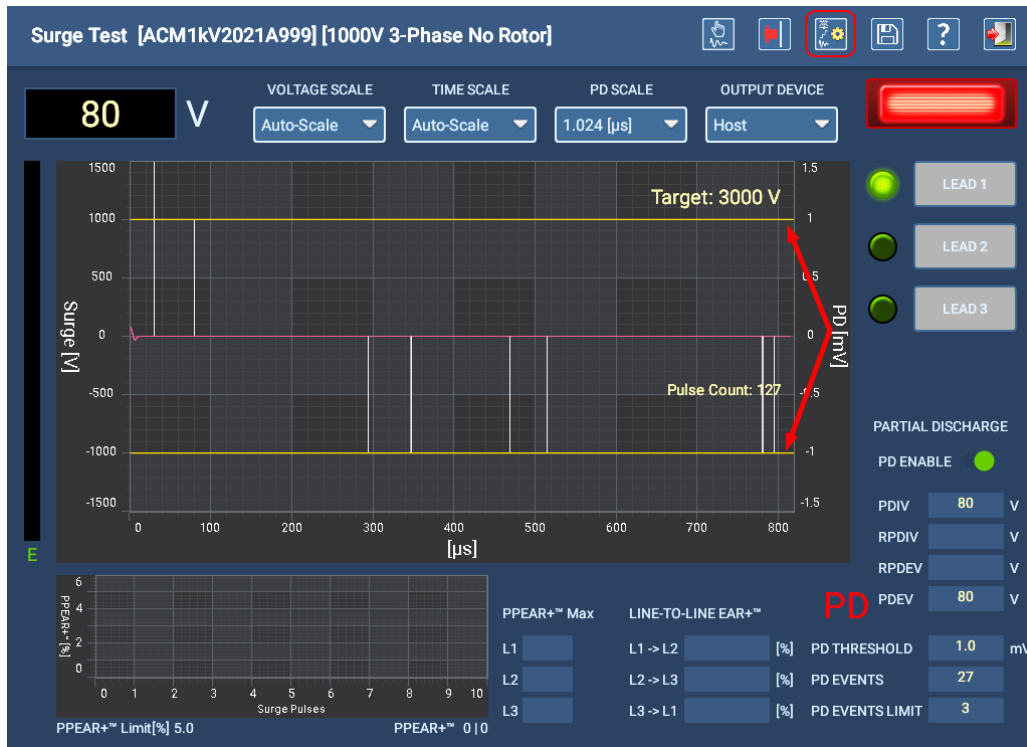 Surge Test [ACM1kV2021A999] [1000V 3-Phase No Rotor]
?
VOLTAGE SCALE TIME SCALE PD SCALE OUTPUT DEVICE
80 V Auto-Scale Auto-Scale 1.024 [µs] Host
1500 1.5
Target: 3000 V LEAD 1
1000 1
LEAD 2
500 0.5
LEAD 3
Surge [V] 0 0 PD [mV]
-500 Pulse Count: 127 -0.5
-1000 -1
-1500 -1.5
0 100 200 300 400 500 600 700 800
[µs]
E
PARTIAL DISCHARGE
PD ENABLE
PDIV 80 V
RPDIV V
RPDEV V
PD
PDEV 80 V
PD THRESHOLD 1.0 mV
PD EVENTS 27
PD EVENTS LIMIT 3
PPEAR+™ [%]
6
4
2
0
0 1 2 3 4 5 6 7 8 9 10
Surge Pulses
PPEAR+™ Limit[%] 5.0 PPEAR+™ 0|0
PPEAR+™ Max LINE-TO-LINE EAR+™
L1 L1 -> L2 [%]
L2 L2 -> L3 [%]
L3 L3 -> L1 [%]